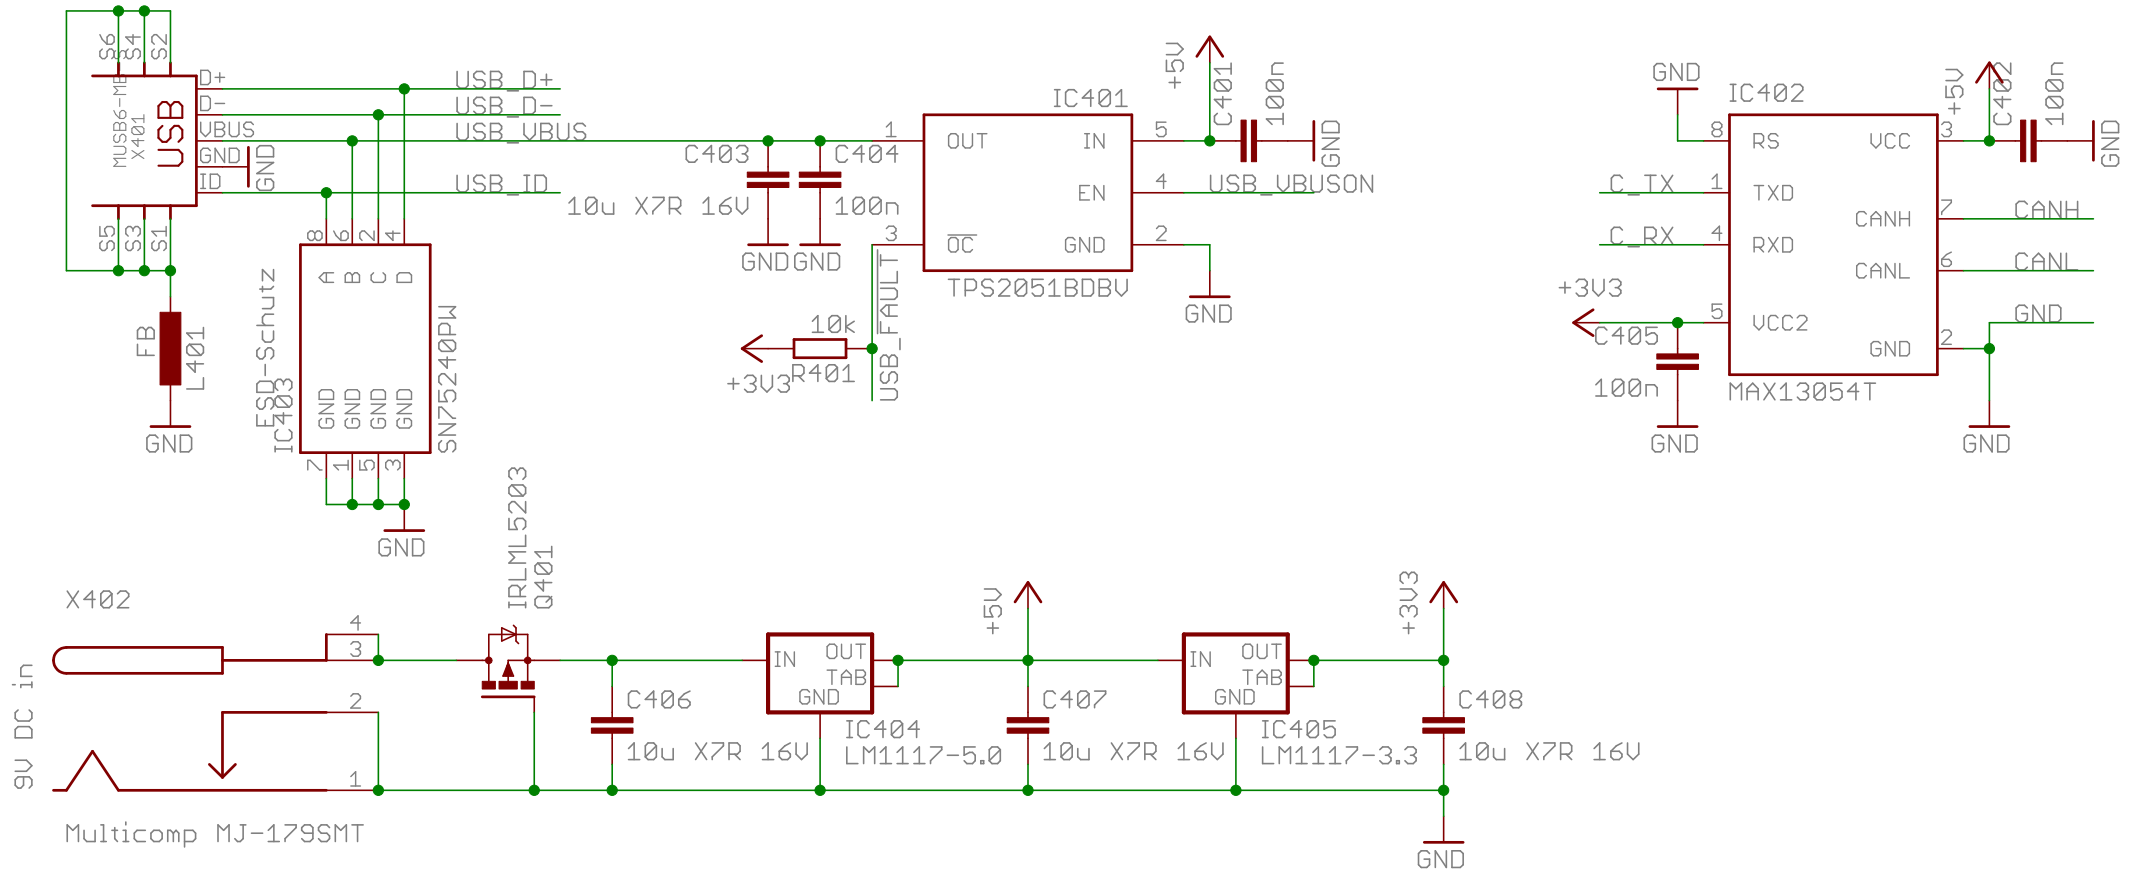 S6
S4
S2
MUSB6-MB
X401
USB
D+
D-
VBUS
GND
ID
GND
S5
S3
S1
FB
L401
GND
USB_D+
USB_D-
USB_VBUS
USB_ID
8
6
2
4
A
B
C
D
ESD-Schutz
IC403
SN75240PW
GND
GND
GND
GND
7
1
5
3
GND
C403
10u X7R 16V
GND
C404
100n
GND
IC401
1
OUT
3
OC
IN
5
EN
4
GND
2
TPS2051BDBV
+5V
C401
100n
GND
USB_VBUSON
GND
USB_FAULT
10k
R401
+3V3
GND
IC402
8
RS
1
TXD
4
RXD
5
VCC2
VCC
3
CANH
7
CANL
6
GND
2
MAX13054T
C_TX
C_RX
+3V3
C405
100n
GND
+5V
C402
100n
GND
CANH
CANL
GND
GND
X402
9V DC in
4
3
2
1
Multicomp MJ-179SMT
IRLML5203
Q401
C406
10u X7R 16V
IN
OUT
TAB
GND
IC404
LM1117-5.0
+5V
C407
10u X7R 16V
IN
OUT
TAB
GND
IC405
LM1117-3.3
+3V3
C408
10u X7R 16V
GND